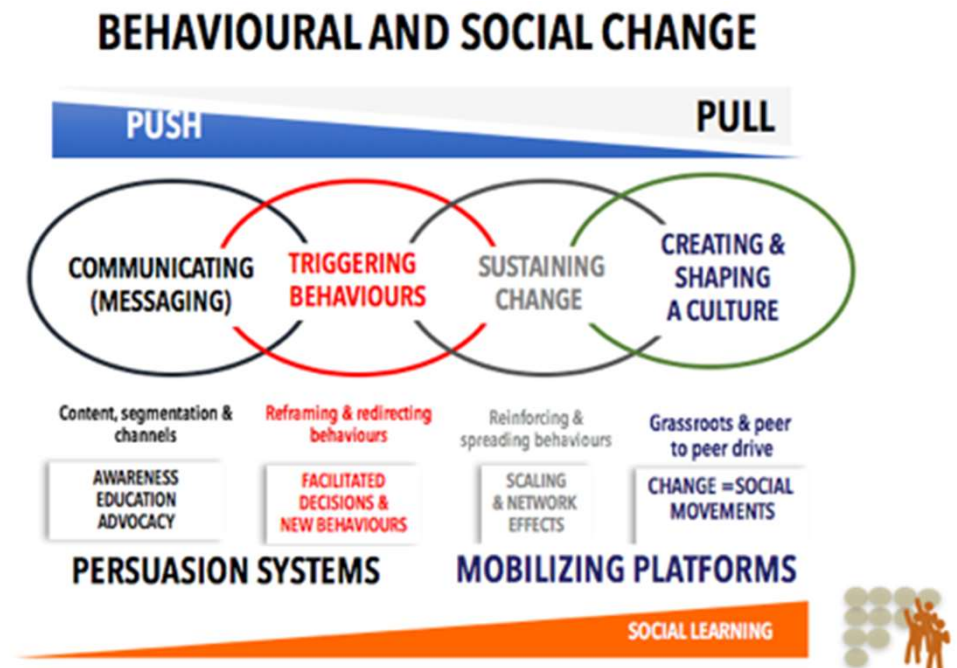 BEHAVIOURAL AND SOCIAL CHANGE
PUSH
PULL
COMMUNICATING
(MESSAGING)
TRIGGERING
BEHAVIOURS
SUSTAINING
CHANGE
CREATING &
SHAPING
A CULTURE
Content, segmentation &
channels
Reframing & redirecting
behaviours
Reinforcing &
spreading behaviours
Grassroots & peer
to peer drive
AWARENESS
EDUCATION
ADVOCACY
FACILITATED
DECISIONS &
NEW BEHAVIOURS
SCALING
& NETWORK
EFFECTS
CHANGE =SOCIAL
MOVEMENTS
PERSUASION SYSTEMS
MOBILIZING PLATFORMS
SOCIAL LEARNING